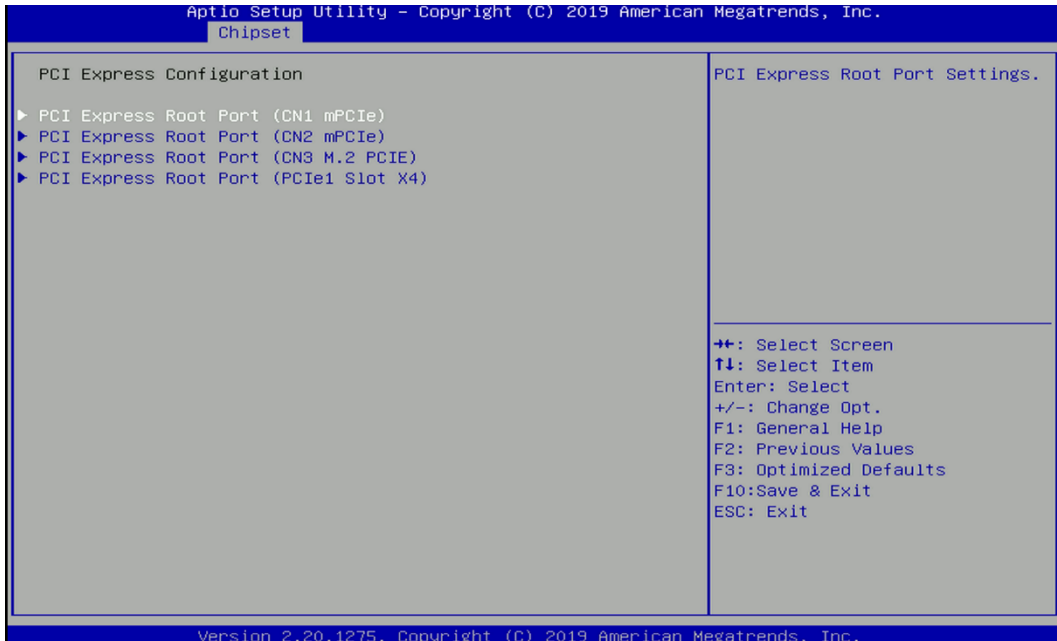 Aptio Setup Utility – Copyright (C) 2019 American Megatrends, Inc.
Chipset
PCI Express Configuration
PCI Express Root Port (CN1 mPCIe)
PCI Express Root Port (CN2 mPCIe)
PCI Express Root Port (CN3 M.2 PCIE)
PCI Express Root Port (PCIe1 Slot X4)
PCI Express Root Port Settings.
→←: Select Screen
↑↓: Select Item
Enter: Select
+/-: Change Opt.
F1: General Help
F2: Previous Values
F3: Optimized Defaults
F10:Save & Exit
ESC: Exit
Version 2.20.1275. Copyright (C) 2019 American Megatrends, Inc.